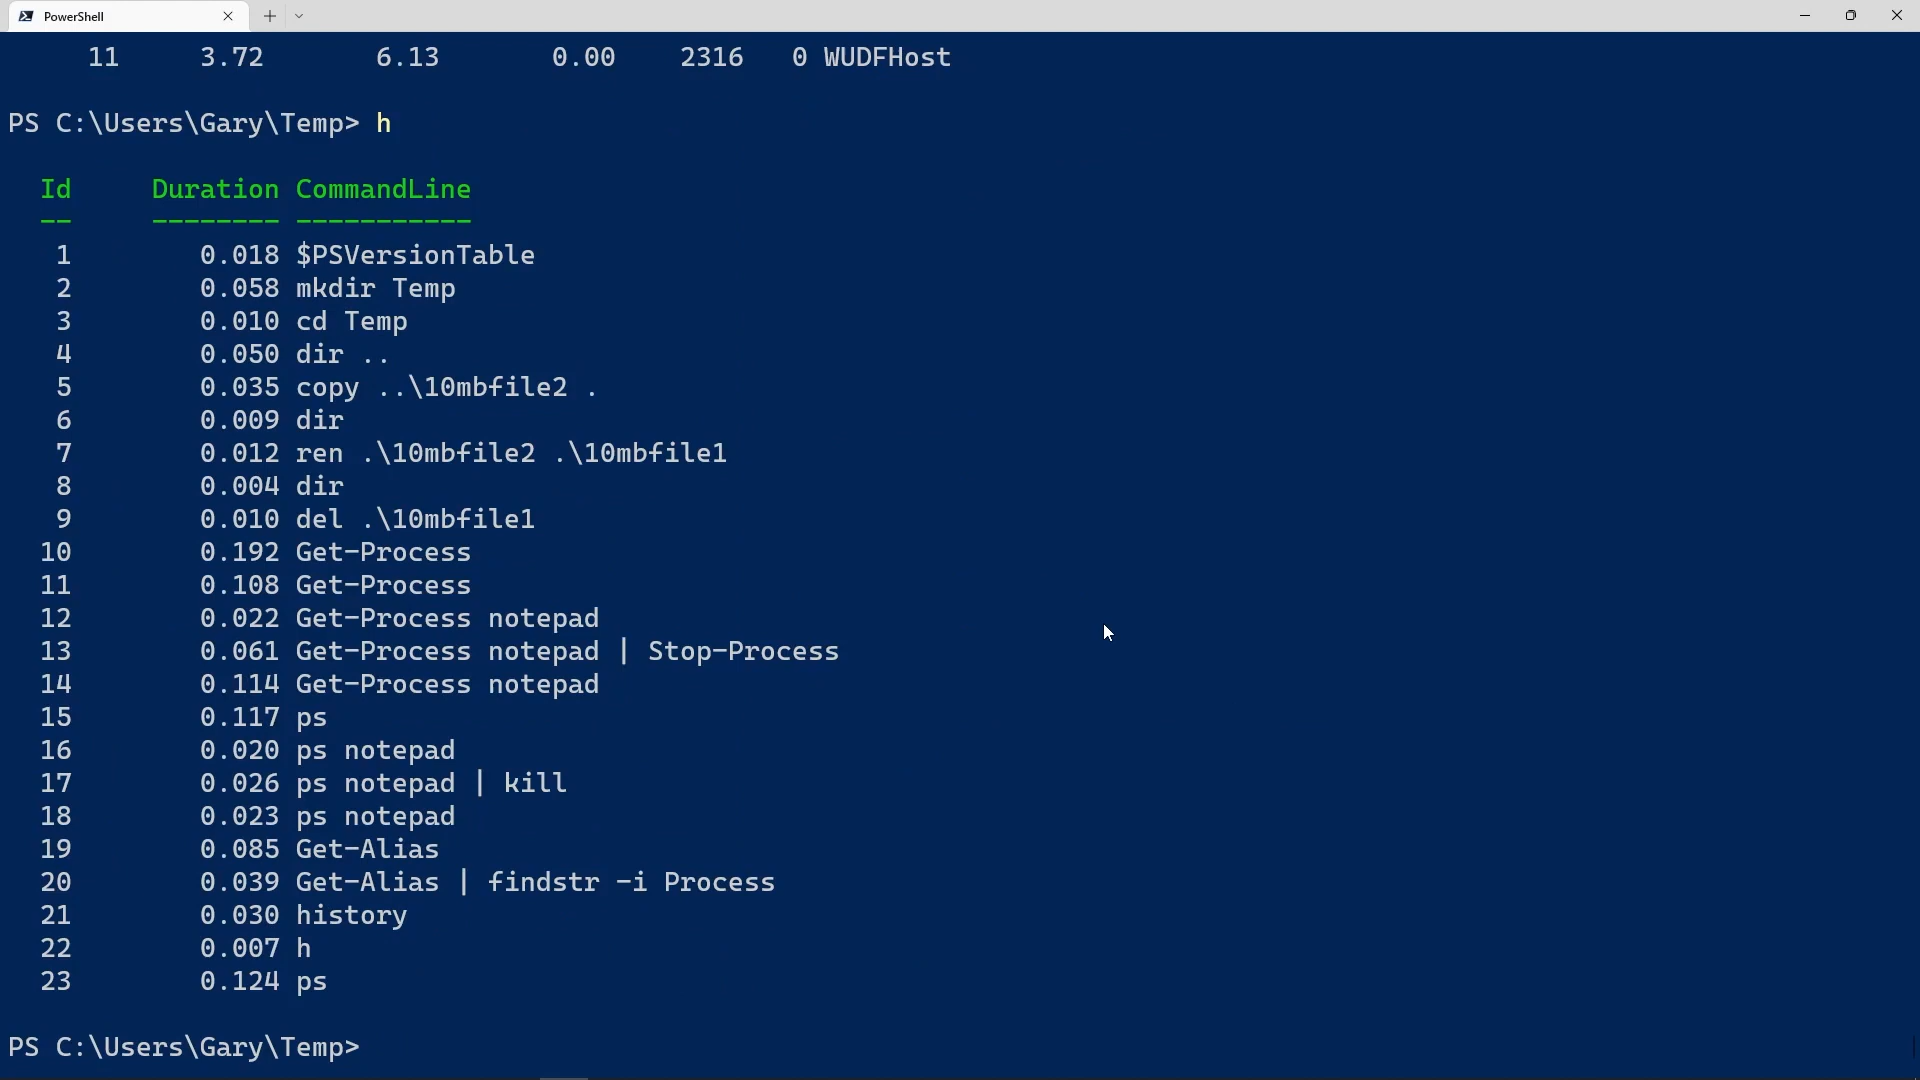 PowerShell
11 3.72 6.13 0.00 2316 0 WUDFHost
PS C:\Users\Gary\Temp> h
Id Duration CommandLine
-- -------- -----------
1 0.018 $PSVersionTable
2 0.058 mkdir Temp
3 0.010 cd Temp
4 0.050 dir ..
5 0.035 copy ..\10mbfile2 .
6 0.009 dir
7 0.012 ren .\10mbfile2 .\10mbfile1
8 0.004 dir
9 0.010 del .\10mbfile1
10 0.192 Get-Process
11 0.108 Get-Process
12 0.022 Get-Process notepad
13 0.061 Get-Process notepad | Stop-Process
14 0.114 Get-Process notepad
15 0.117 ps
16 0.020 ps notepad
17 0.026 ps notepad | kill
18 0.023 ps notepad
19 0.085 Get-Alias
20 0.039 Get-Alias | findstr -i Process
21 0.030 history
22 0.007 h
23 0.124 ps
PS C:\Users\Gary\Temp>